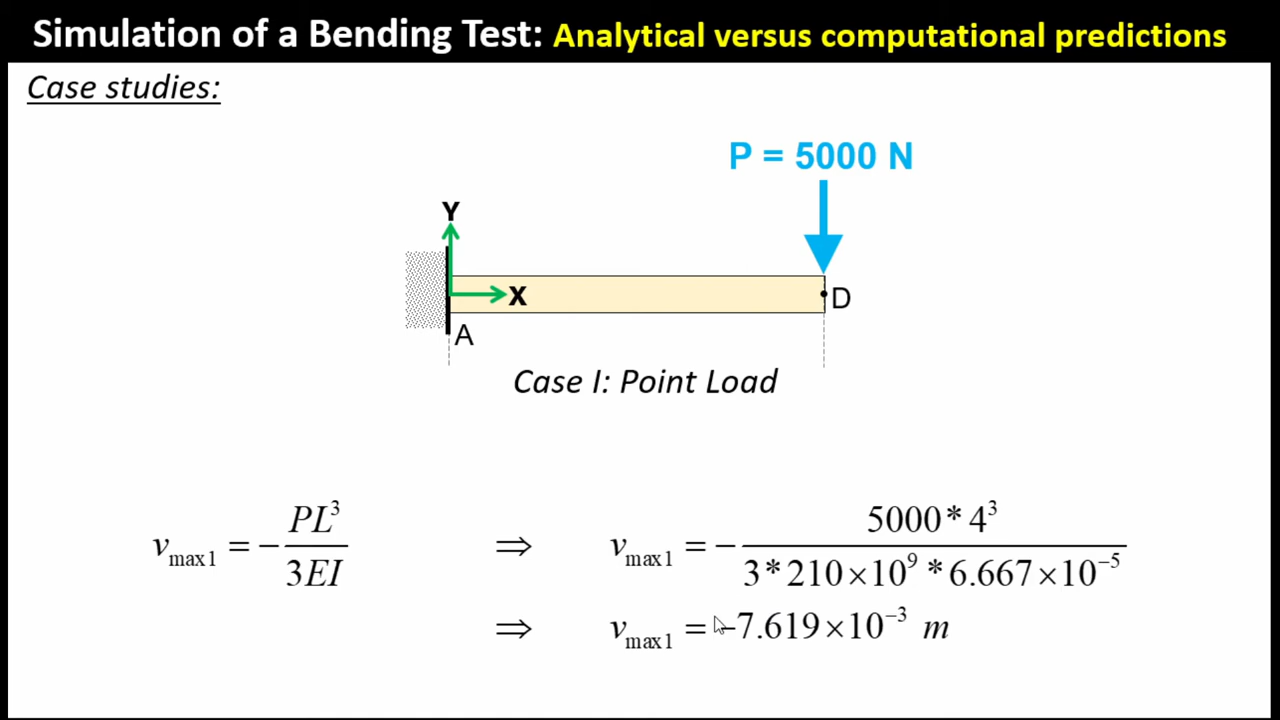 Simulation of a Bending Test: Analytical versus computational predictions
Case studies:
P = 5000 N
Y
X
D
A
Case I: Point Load
v_max1 = −PL³/3EI ⇒ v_max1 = −5000*4³/3*210×10⁹*6.667×10⁻⁵
⇒ v_max1 = −7.619×10⁻³ m